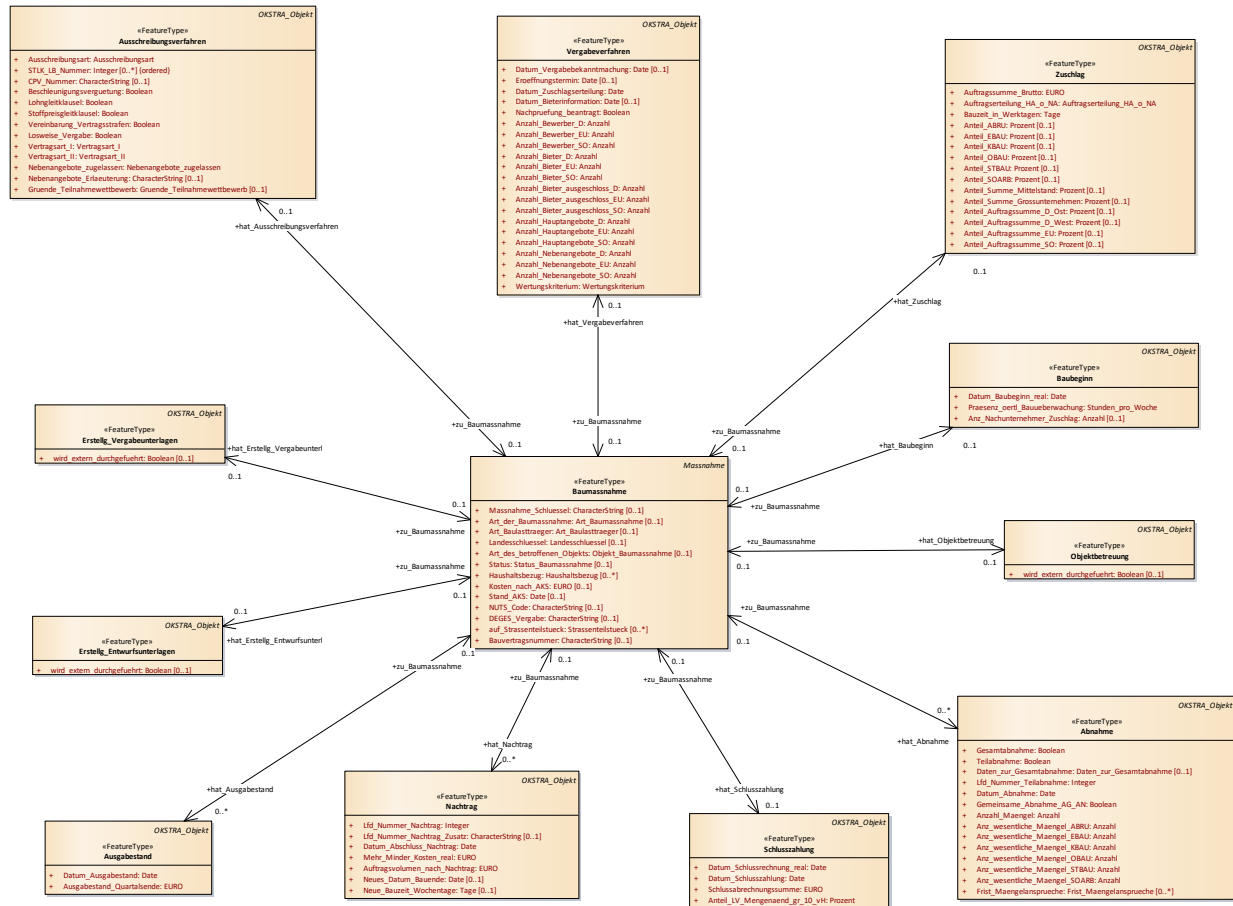 OKSTRA_Objekt
«FeatureType»
Ausschreibungsverfahren
+ Ausschreibungsart: Ausschreibungsart
+ STLK_LB_Nummer: Integer [0..*] {ordered}
+ CPV_Nummer: CharacterString [0..1]
+ Beschleunigungsverguetung: Boolean
+ Lohngleitklausel: Boolean
+ Stoffpreisgleitklausel: Boolean
+ Vereinbarung_Vertragsstrafen: Boolean
+ Losweise_Vergabe: Boolean
+ Vertragsart_I: Vertragsart_I
+ Vertragsart_II: Vertragsart_II
+ Nebenangebote_zugelassen: Nebenangebote_zugelassen
+ Nebenangebote_Erlaeuterung: CharacterString [0..1]
+ Gruende_Teilnahmewettbewerb: Gruende_Teilnahmewettbewerb [0..1]
OKSTRA_Objekt
«FeatureType»
Vergabeverfahren
+ Datum_Vergabebekanntmachung: Date [0..1]
+ Eroeffnungstermin: Date [0..1]
+ Datum_Zuschlagserteilung: Date
+ Datum_Bieterinformation: Date [0..1]
+ Nachpruefung_beantragt: Boolean
+ Anzahl_Bewerber_D: Anzahl
+ Anzahl_Bewerber_EU: Anzahl
+ Anzahl_Bewerber_SO: Anzahl
+ Anzahl_Bieter_D: Anzahl
+ Anzahl_Bieter_EU: Anzahl
+ Anzahl_Bieter_SO: Anzahl
+ Anzahl_Bieter_ausgeschloss_D: Anzahl
+ Anzahl_Bieter_ausgeschloss_EU: Anzahl
+ Anzahl_Bieter_ausgeschloss_SO: Anzahl
+ Anzahl_Hauptangebote_D: Anzahl
+ Anzahl_Hauptangebote_EU: Anzahl
+ Anzahl_Hauptangebote_SO: Anzahl
+ Anzahl_Nebenangebote_D: Anzahl
+ Anzahl_Nebenangebote_EU: Anzahl
+ Anzahl_Nebenangebote_SO: Anzahl
+ Wertungskriterium: Wertungskriterium
OKSTRA_Objekt
«FeatureType»
Zuschlag
+ Auftragssumme_Brutto: EURO
+ Auftragserteilung_HA_o_NA: Auftragserteilung_HA_o_NA
+ Bauzeit_in_Werktagen: Tage
+ Anteil_ABRU: Prozent [0..1]
+ Anteil_EBAU: Prozent [0..1]
+ Anteil_KBAU: Prozent [0..1]
+ Anteil_OBAU: Prozent [0..1]
+ Anteil_STBAU: Prozent [0..1]
+ Anteil_SOARB: Prozent [0..1]
+ Anteil_Summe_Mittelstand: Prozent [0..1]
+ Anteil_Summe_Grossunternehmen: Prozent [0..1]
+ Anteil_Auftragssumme_D_Ost: Prozent [0..1]
+ Anteil_Auftragssumme_D_West: Prozent [0..1]
+ Anteil_Auftragssumme_EU: Prozent [0..1]
+ Anteil_Auftragssumme_SO: Prozent [0..1]
0..1
+hat_Ausschreibungsverfahren
0..1
+hat_Vergabeverfahren
0..1
+hat_Zuschlag
OKSTRA_Objekt
«FeatureType»
Baubeginn
+ Datum_Baubeginn_real: Date
+ Praesenz_oertl_Bauueberwachung: Stunden_pro_Woche
+ Anz_Nachunternehmer_Zuschlag: Anzahl [0..1]
+hat_Baubeginn
0..1
OKSTRA_Objekt
«FeatureType»
Erstellg_Vergabeunterlagen
+ wird_extern_durchgefuehrt: Boolean [0..1]
+hat_Erstellg_Vergabeunterl
0..1
+zu_Baumassnahme
0..1
+zu_Baumassnahme
0..1
+zu_Baumassnahme
0..1
Massnahme
«FeatureType»
Baumassnahme
+ Massnahme_Schluessel: CharacterString [0..1]
+ Art_der_Baumassnahme: Art_Baumassnahme [0..1]
+ Art_Baulasttraeger: Art_Baulasttraeger [0..1]
+ Landesschluessel: Landesschluessel [0..1]
+ Art_des_betroffenen_Objekts: Objekt_Baumassnahme [0..1]
+ Status: Status_Baumassnahme [0..1]
+ Haushaltsbezug: Haushaltsbezug [0..*]
+ Kosten_nach_AKS: EURO [0..1]
+ Stand_AKS: Date [0..1]
+ NUTS_Code: CharacterString [0..1]
+ DEGES_Vergabe: CharacterString [0..1]
+ auf_Strassenteilstueck: Strassenteilstueck [0..*]
+ Bauvertragsnummer: CharacterString [0..1]
0..1
+zu_Baumassnahme
0..1
+zu_Baumassnahme
+zu_Baumassnahme
0..1
+zu_Baumassnahme
0..1
+hat_Objektbetreuung
0..1
OKSTRA_Objekt
«FeatureType»
Objektbetreuung
+ wird_extern_durchgefuehrt: Boolean [0..1]
0..1
+hat_Erstellg_Entwurfsunterl
OKSTRA_Objekt
«FeatureType»
Erstellg_Entwurfsunterlagen
+ wird_extern_durchgefuehrt: Boolean [0..1]
+zu_Baumassnahme
0..1
+zu_Baumassnahme
0..1
+zu_Baumassnahme
0..1
+zu_Baumassnahme
0..1
+hat_Ausgabestand
0..*
+hat_Nachtrag
0..*
+hat_Schlusszahlung
0..1
+hat_Abnahme
0..*
OKSTRA_Objekt
«FeatureType»
Ausgabestand
+ Datum_Ausgabestand: Date
+ Ausgabestand_Quartalsende: EURO
OKSTRA_Objekt
«FeatureType»
Nachtrag
+ Lfd_Nummer_Nachtrag: Integer
+ Lfd_Nummer_Nachtrag_Zusatz: CharacterString [0..1]
+ Datum_Abschluss_Nachtrag: Date
+ Mehr_Minder_Kosten_real: EURO
+ Auftragsvolumen_nach_Nachtrag: EURO
+ Neues_Datum_Bauende: Date [0..1]
+ Neue_Bauzeit_Wochentage: Tage [0..1]
OKSTRA_Objekt
«FeatureType»
Schlusszahlung
+ Datum_Schlussrechnung_real: Date
+ Datum_Schlusszahlung: Date
+ Schlussabrechnungssumme: EURO
+ Anteil_LV_Mengenaend_gr_10_vH: Prozent
OKSTRA_Objekt
«FeatureType»
Abnahme
+ Gesamtabnahme: Boolean
+ Teilabnahme: Boolean
+ Daten_zur_Gesamtabnahme: Daten_zur_Gesamtabnahme [0..1]
+ Lfd_Nummer_Teilabnahme: Integer
+ Datum_Abnahme: Date
+ Gemeinsame_Abnahme_AG_AN: Boolean
+ Anzahl_Maengel: Anzahl
+ Anz_wesentliche_Maengel_ABRU: Anzahl
+ Anz_wesentliche_Maengel_EBAU: Anzahl
+ Anz_wesentliche_Maengel_KBAU: Anzahl
+ Anz_wesentliche_Maengel_OBAU: Anzahl
+ Anz_wesentliche_Maengel_STBAU: Anzahl
+ Anz_wesentliche_Maengel_SOARB: Anzahl
+ Frist_Maengelansprueche: Frist_Maengelansprueche [0..*]